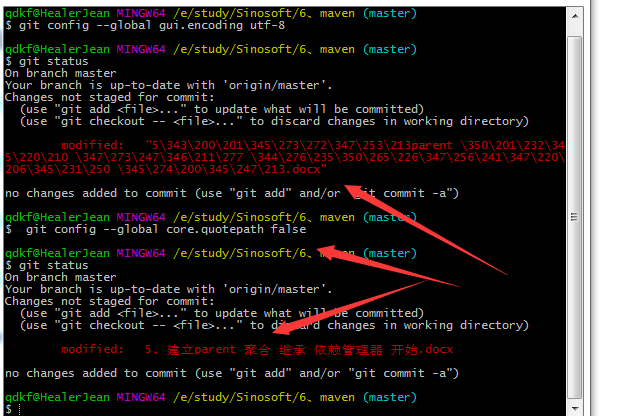 qdkf@HealerJean MINGW64 /e/study/Sinosoft/6、maven (master)
$ git config --global gui.encoding utf-8
qdkf@HealerJean MINGW64 /e/study/Sinosoft/6、maven (master)
$ git status
On branch master
Your branch is up-to-date with 'origin/master'.
Changes not staged for commit:
(use "git add <file>..." to update what will be committed)
(use "git checkout -- <file>..." to discard changes in working directory)
modified: "5\343\200\201\345\273\272\347\253\213parent \350\201\232\34
5\220\210 \347\273\247\346\211\277 \344\276\235\350\265\226\347\256\241\347\220\
206\345\231\250 \345\274\200\345\247\213.docx"
no changes added to commit (use "git add" and/or "git commit -a")
qdkf@HealerJean MINGW64 /e/study/Sinosoft/6、maven (master)
$ git config --global core.quotepath false
qdkf@HealerJean MINGW64 /e/study/Sinosoft/6、maven (master)
$ git status
On branch master
Your branch is up-to-date with 'origin/master'.
Changes not staged for commit:
(use "git add <file>..." to update what will be committed)
(use "git checkout -- <file>..." to discard changes in working directory)
modified: 5、建立parent 聚合 继承 依赖管理器 开始.docx
no changes added to commit (use "git add" and/or "git commit -a")
qdkf@HealerJean MINGW64 /e/study/Sinosoft/6、maven (master)
$